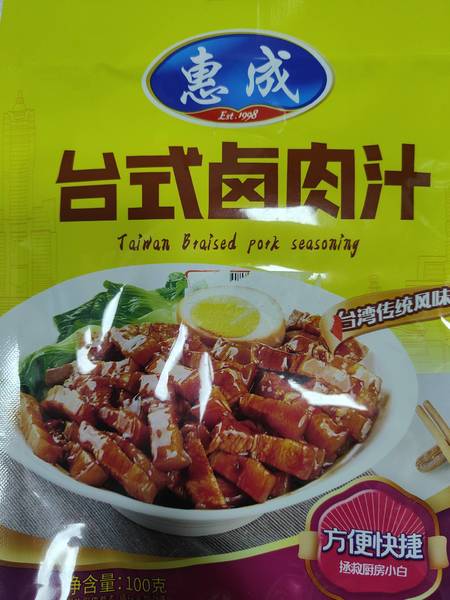 惠成
Est.1998
台式卤肉汁
Taiwan Braised pork seasoning
台湾传统风味
方便快捷
拯救厨房小白
净含量:100克